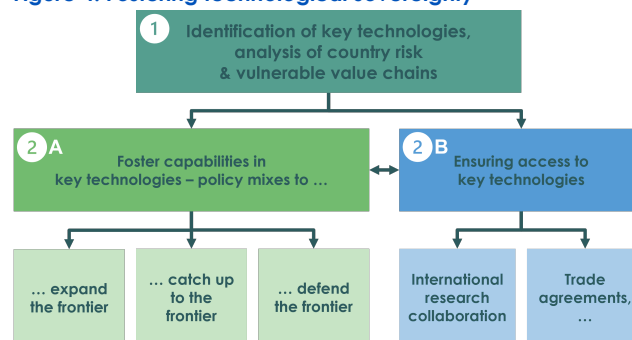 1
Identification of key technologies,
analysis of country risk
& vulnerable value chains
2 A
Foster capabilities in
key technologies – policy mixes to ...
2 B
Ensuring access to
key technologies
... expand
the frontier
... catch up
to the
frontier
... defend
the frontier
International
research
collaboration
Trade
agreements,
...